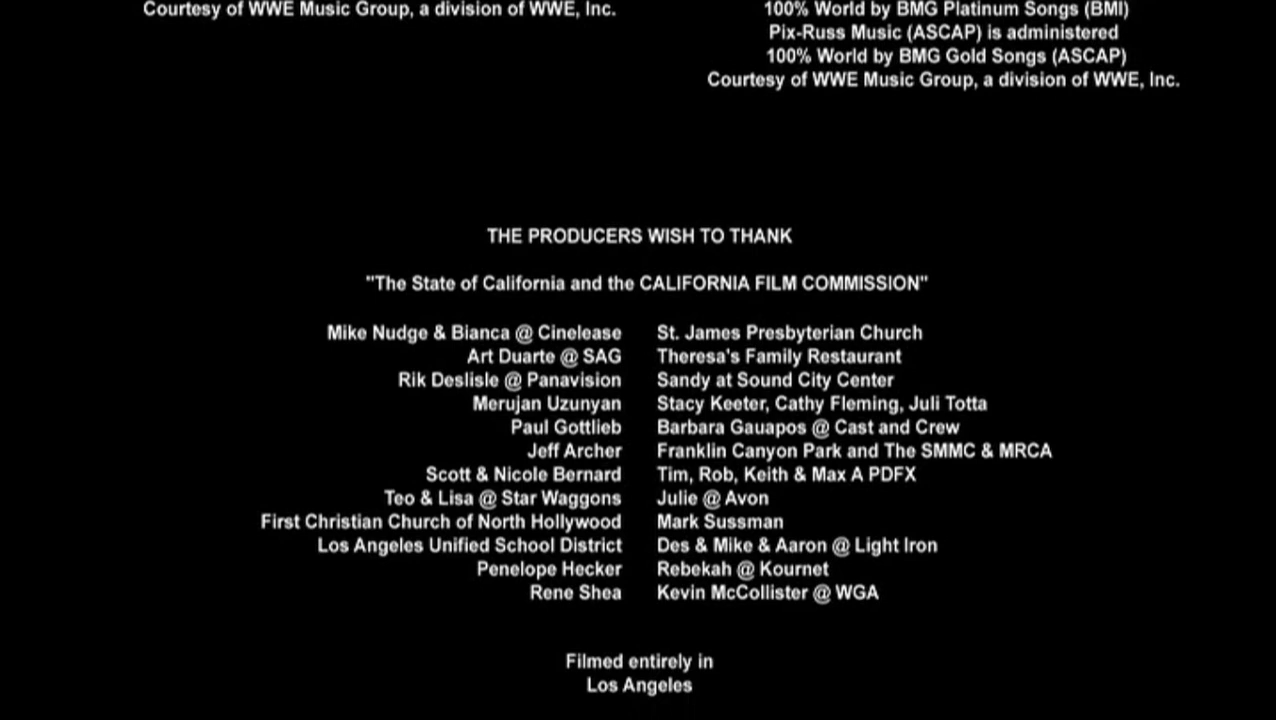 Courtesy of WWE Music Group, a division of WWE, Inc.
100% World by BMG Platinum Songs (BMI)
Pix-Russ Music (ASCAP) is administered
100% World by BMG Gold Songs (ASCAP)
Courtesy of WWE Music Group, a division of WWE, Inc.
THE PRODUCERS WISH TO THANK
"The State of California and the CALIFORNIA FILM COMMISSION"
Mike Nudge & Bianca @ Cinelease St. James Presbyterian Church
Art Duarte @ SAG Theresa's Family Restaurant
Rik Deslisle @ Panavision Sandy at Sound City Center
Merujan Uzunyan Stacy Keeter, Cathy Fleming, Juli Totta
Paul Gottlieb Barbara Gauapos @ Cast and Crew
Jeff Archer Franklin Canyon Park and The SMMC & MRCA
Scott & Nicole Bernard Tim, Rob, Keith & Max A PDFX
Teo & Lisa @ Star Waggons Julie @ Avon
First Christian Church of North Hollywood Mark Sussman
Los Angeles Unified School District Des & Mike & Aaron @ Light Iron
Penelope Hecker Rebekah @ Kournet
Rene Shea Kevin McCollister @ WGA
Filmed entirely in
Los Angeles